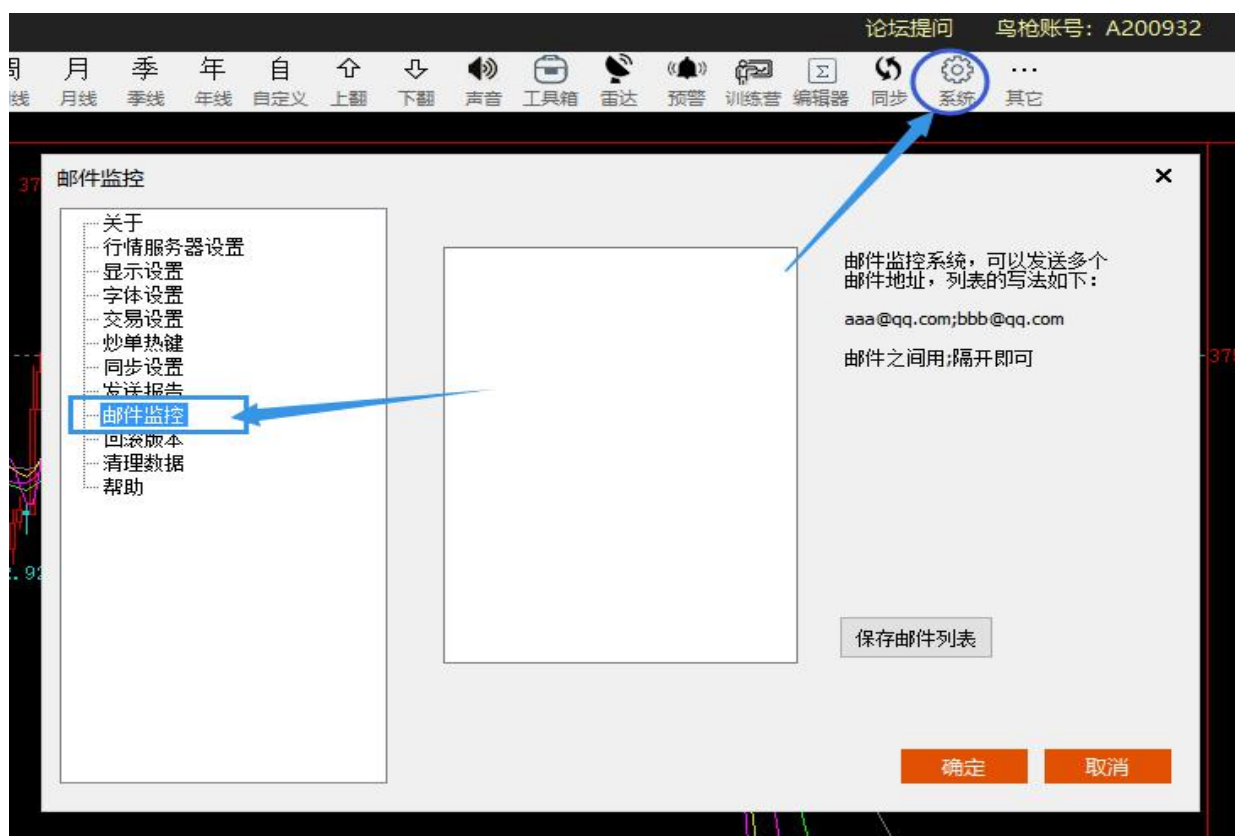 论坛提问 鸟枪账号：A200932
月 季 年 自
月线 季线 年线 自定义 上翻 下翻 声音 工具箱 雷达 预警 训练营 编辑器 同步 系统 其它
邮件监控
关于
行情服务器设置
显示设置
字体设置
交易设置
炒单热键
同步设置
发送报告
邮件监控
回滚版本
清理数据
帮助
邮件监控系统，可以发送多个
邮件地址，列表的写法如下：
aaa@qq.com;bbb@qq.com
邮件之间用;隔开即可
保存邮件列表
确定 取消